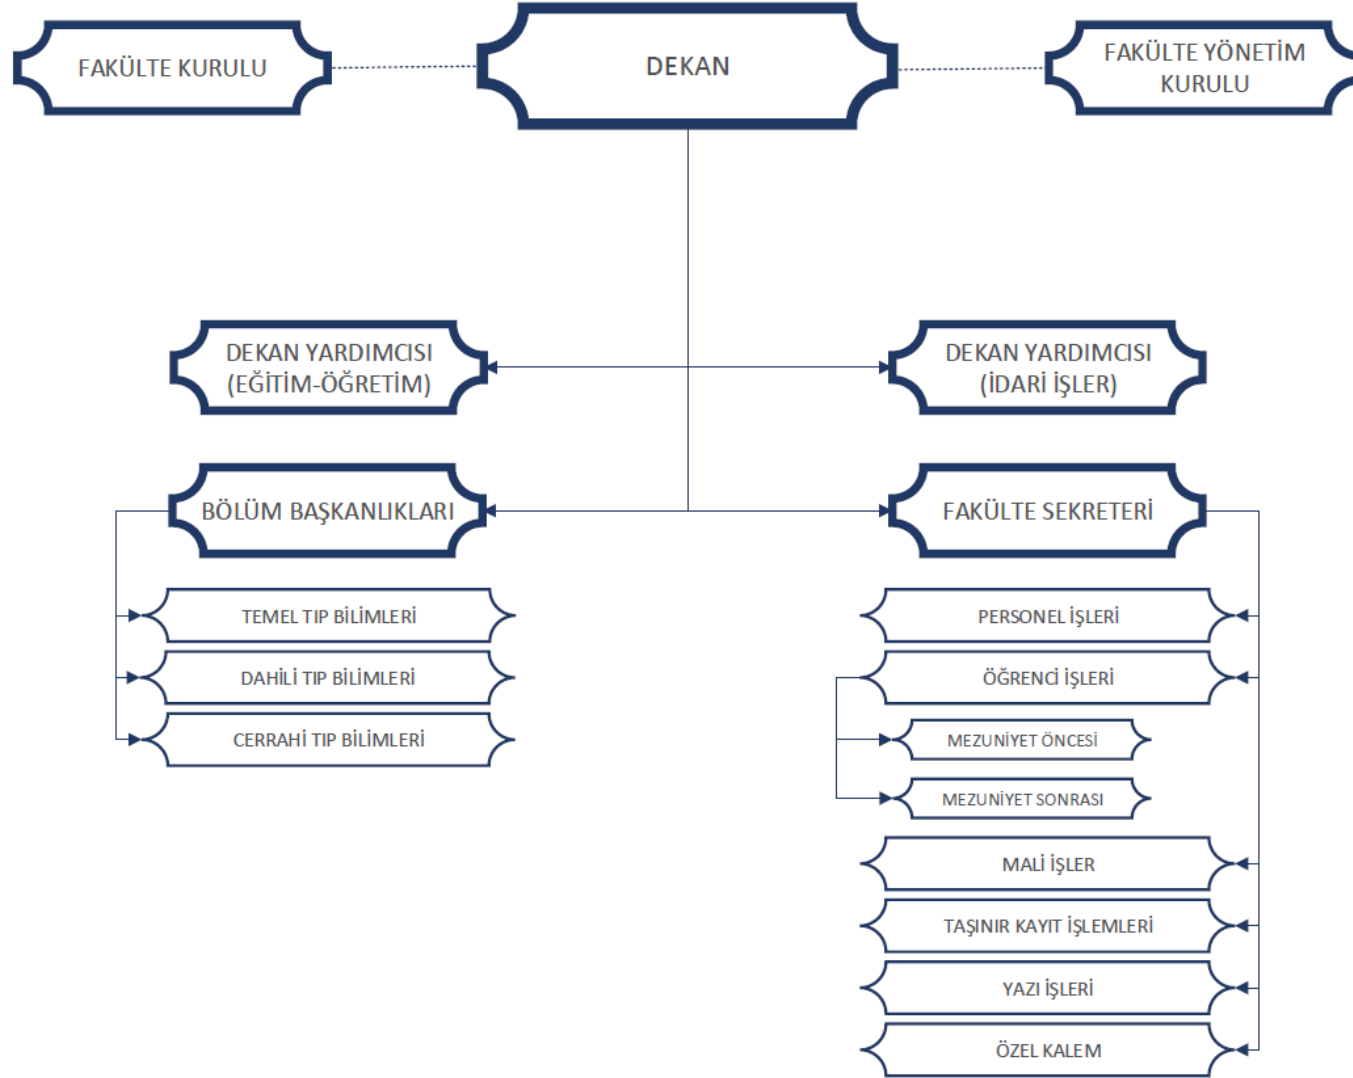 FAKÜLTE KURULU
DEKAN
FAKÜLTE YÖNETİM
KURULU
DEKAN YARDIMCISI
(EĞİTİM-ÖĞRETİM)
DEKAN YARDIMCISI
(İDARİ İŞLER)
BÖLÜM BAŞKANLIKLARI
FAKÜLTE SEKRETERİ
TEMEL TIP BİLİMLERİ
DAHİLİ TIP BİLİMLERİ
CERRAHİ TIP BİLİMLERİ
PERSONEL İŞLERİ
ÖĞRENCİ İŞLERİ
MEZUNİYET ÖNCESİ
MEZUNİYET SONRASI
MALİ İŞLER
TAŞINIR KAYIT İŞLEMLERİ
YAZI İŞLERİ
ÖZEL KALEM